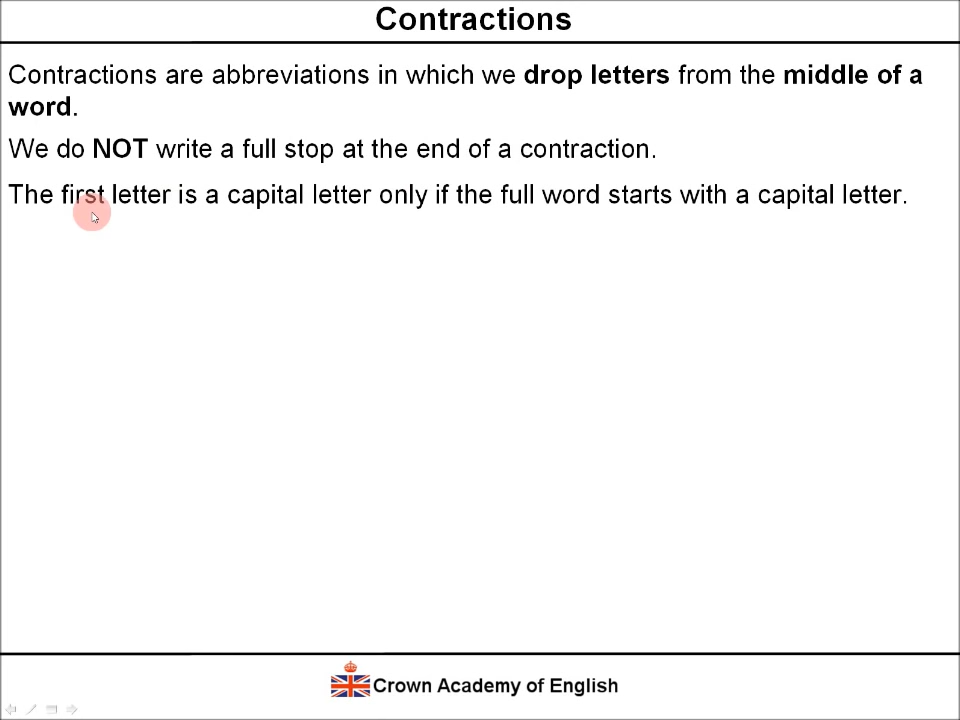 Contractions
Contractions are abbreviations in which we drop letters from the middle of a
word.
We do NOT write a full stop at the end of a contraction.
The first letter is a capital letter only if the full word starts with a capital letter.
Crown Academy of English